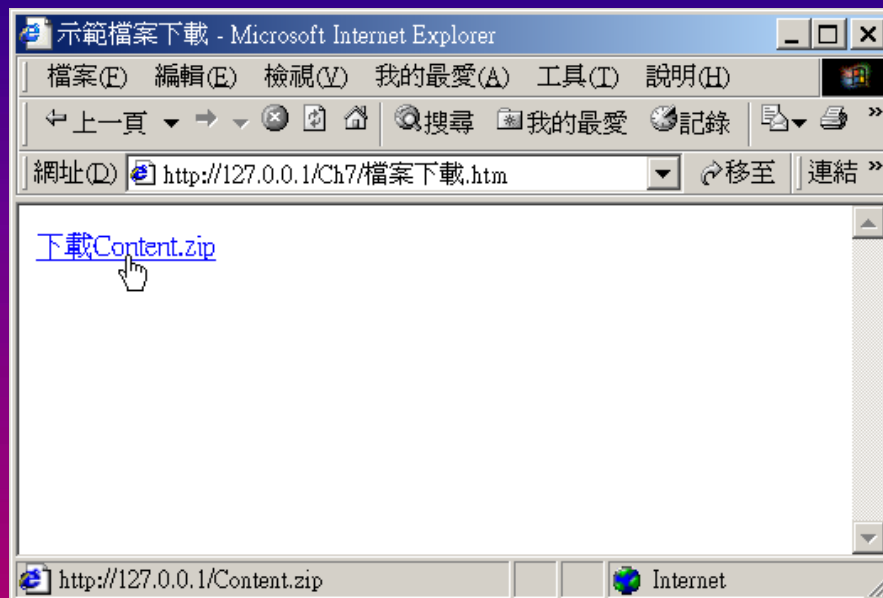 示範檔案下載 - Microsoft Internet Explorer
檔案(F) 編輯(E) 檢視(V) 我的最愛(A) 工具(T) 說明(H)
上一頁 搜尋 我的最愛 記錄 »
網址(D) http://127.0.0.1/Ch7/檔案下載.htm 移至 連結 »
下載Content.zip
http://127.0.0.1/Content.zip Internet